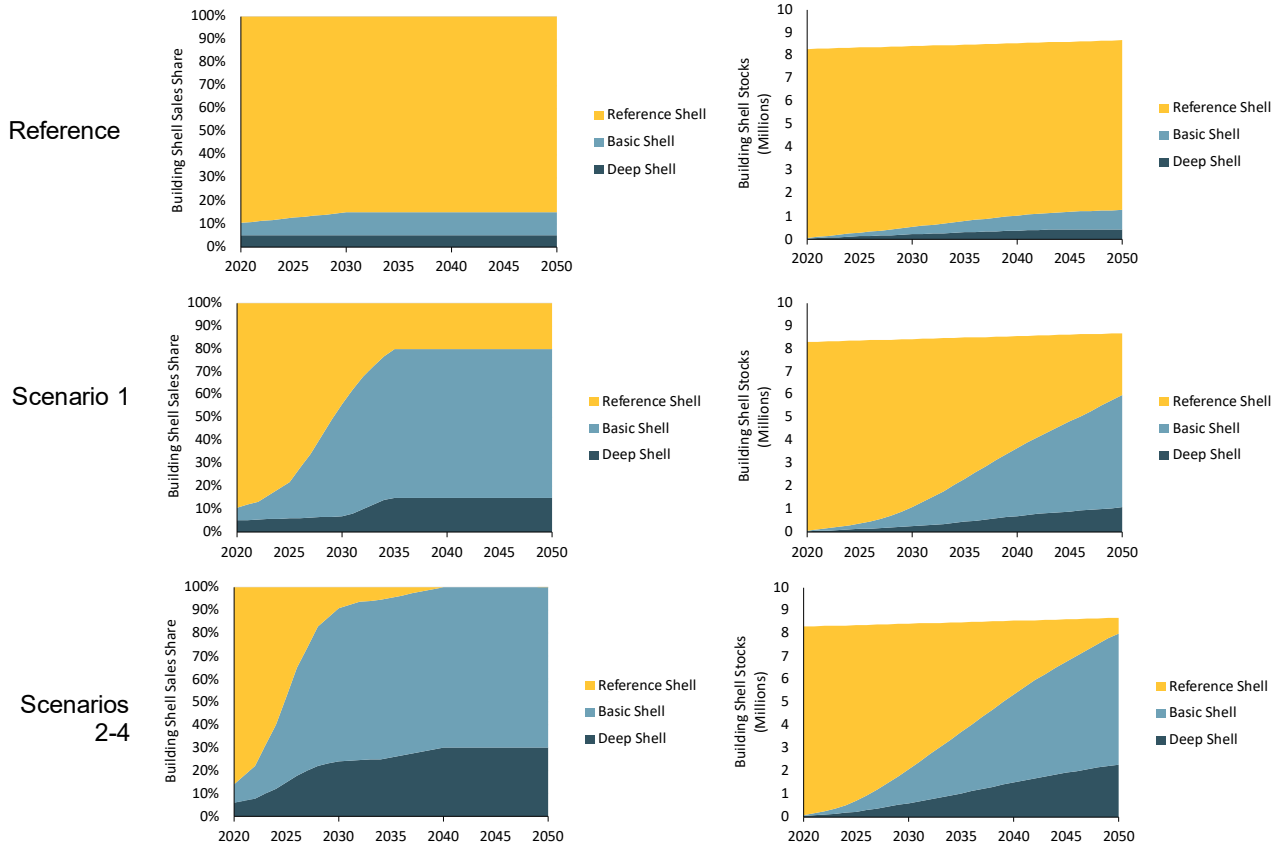 Reference
Building Shell Sales Share
100%
90%
80%
70%
60%
50%
40%
30%
20%
10%
0%
2020 2025 2030 2035 2040 2045 2050
Reference Shell
Basic Shell
Deep Shell
Building Shell Stocks
(Millions)
10
9
8
7
6
5
4
3
2
1
0
2020 2025 2030 2035 2040 2045 2050
Reference Shell
Basic Shell
Deep Shell
Scenario 1
Building Shell Sales Share
100%
90%
80%
70%
60%
50%
40%
30%
20%
10%
0%
2020 2025 2030 2035 2040 2045 2050
Reference Shell
Basic Shell
Deep Shell
Building Shell Stocks
(Millions)
10
9
8
7
6
5
4
3
2
1
0
2020 2025 2030 2035 2040 2045 2050
Reference Shell
Basic Shell
Deep Shell
Scenarios
2-4
Building Shell Sales Share
100%
90%
80%
70%
60%
50%
40%
30%
20%
10%
0%
2020 2025 2030 2035 2040 2045 2050
Reference Shell
Basic Shell
Deep Shell
Building Shell Stocks
(Millions)
10
9
8
7
6
5
4
3
2
1
0
2020 2025 2030 2035 2040 2045 2050
Reference Shell
Basic Shell
Deep Shell